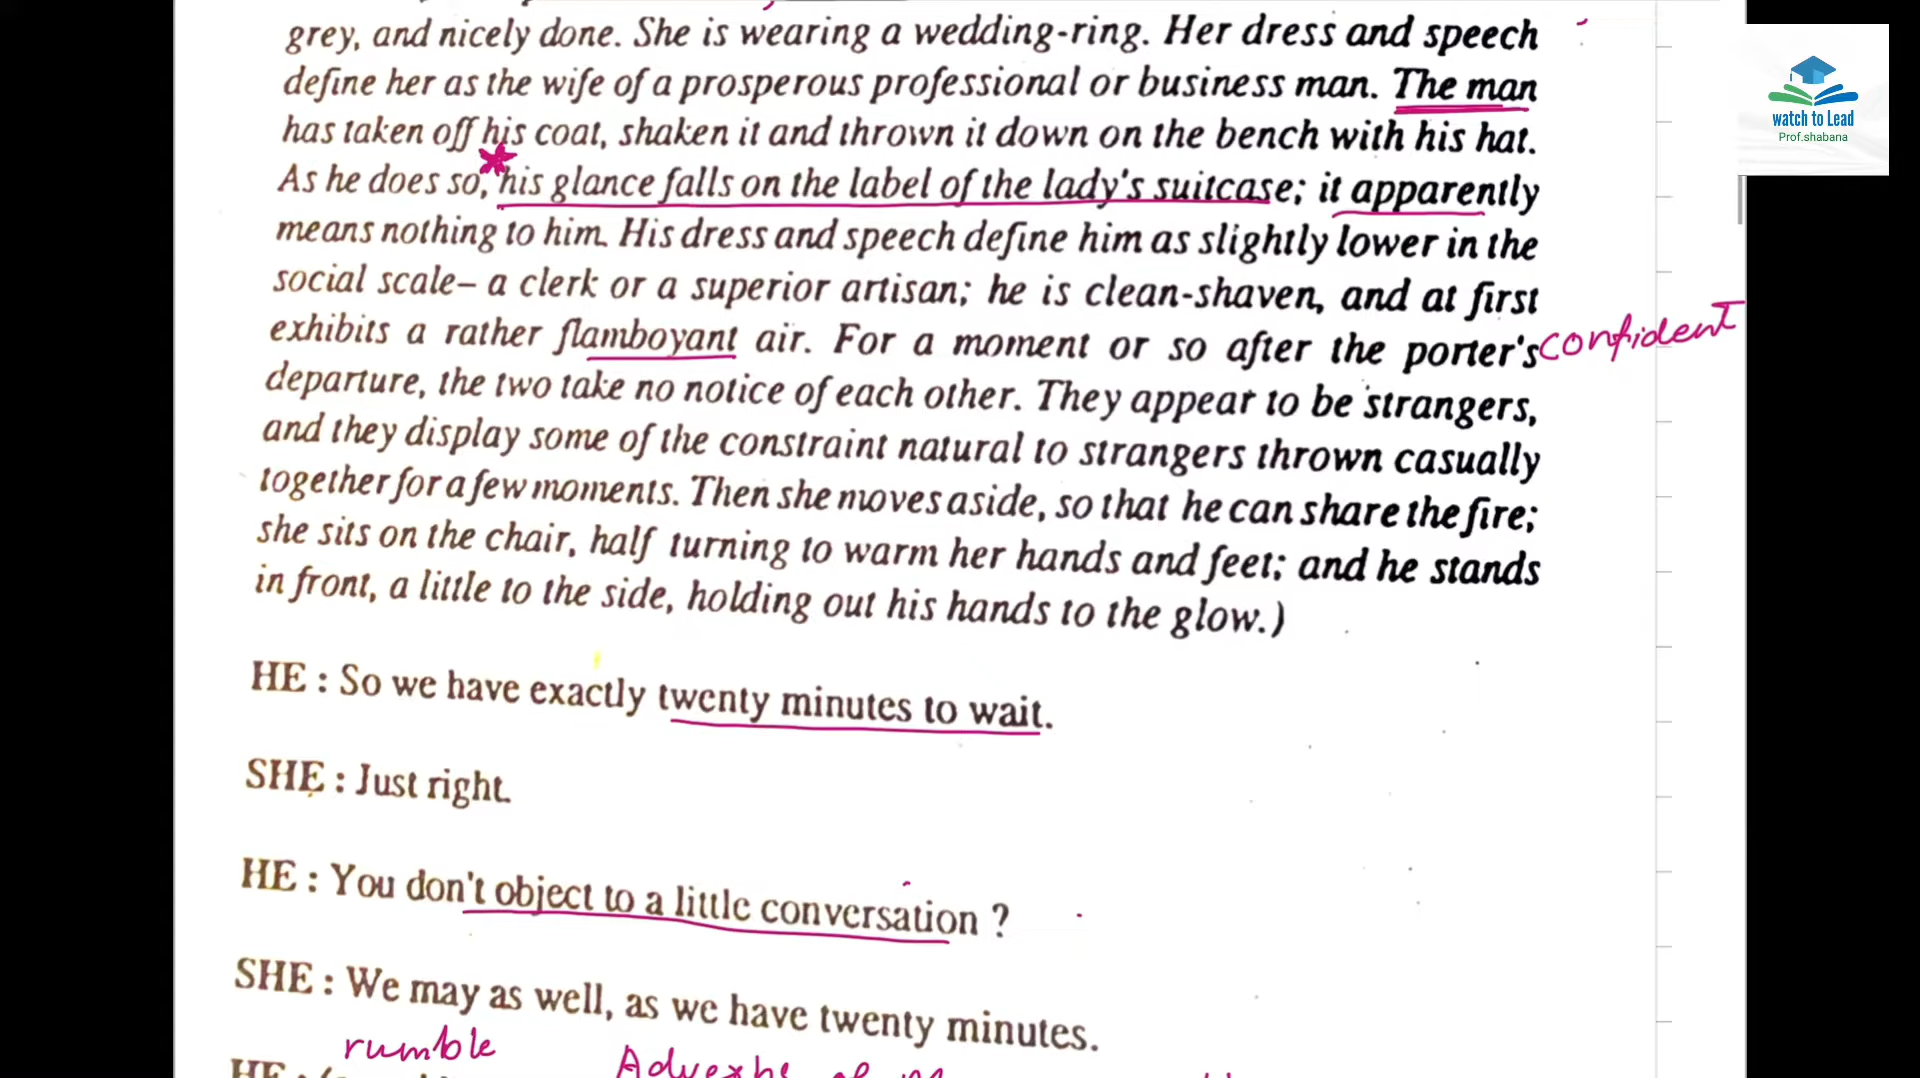 grey, and nicely done. She is wearing a wedding-ring. Her dress and speech
define her as the wife of a prosperous professional or business man. The man
has taken off his coat, shaken it and thrown it down on the bench with his hat.
As he does so, his glance falls on the label of the lady's suitcase; it apparently
means nothing to him. His dress and speech define him as slightly lower in the
social scale– a clerk or a superior artisan; he is clean-shaven, and at first
exhibits a rather flamboyant air. For a moment or so after the porter's
confident
departure, the two take no notice of each other. They appear to be strangers,
and they display some of the constraint natural to strangers thrown casually
together for a few moments. Then she moves aside, so that he can share the fire;
she sits on the chair, half turning to warm her hands and feet; and he stands
in front, a little to the side, holding out his hands to the glow.)
HE : So we have exactly twenty minutes to wait.
SHE : Just right.
HE : You don't object to a little conversation ?
SHE : We may as well, as we have twenty minutes.
rumble
HE :
watch to Lead
Prof.shabana